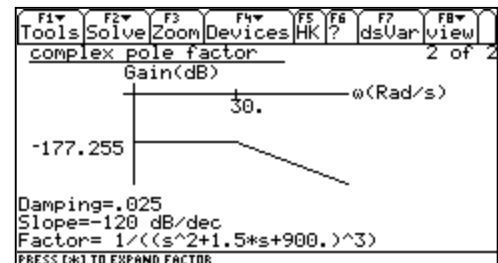 F1▼ F2▼ F3 F4▼ F5 F6 F7 F8▼
Tools Solve Zoom Devices HK ? dsVar view
complex pole factor 2 of 2
Gain(dB)
ω(Rad/s)
30.
-177.255
Damping=.025
Slope=-120 dB/dec
Factor= 1/((s^2+1.5*s+900.)^3)
PRESS [*] TO EXPAND FACTOR